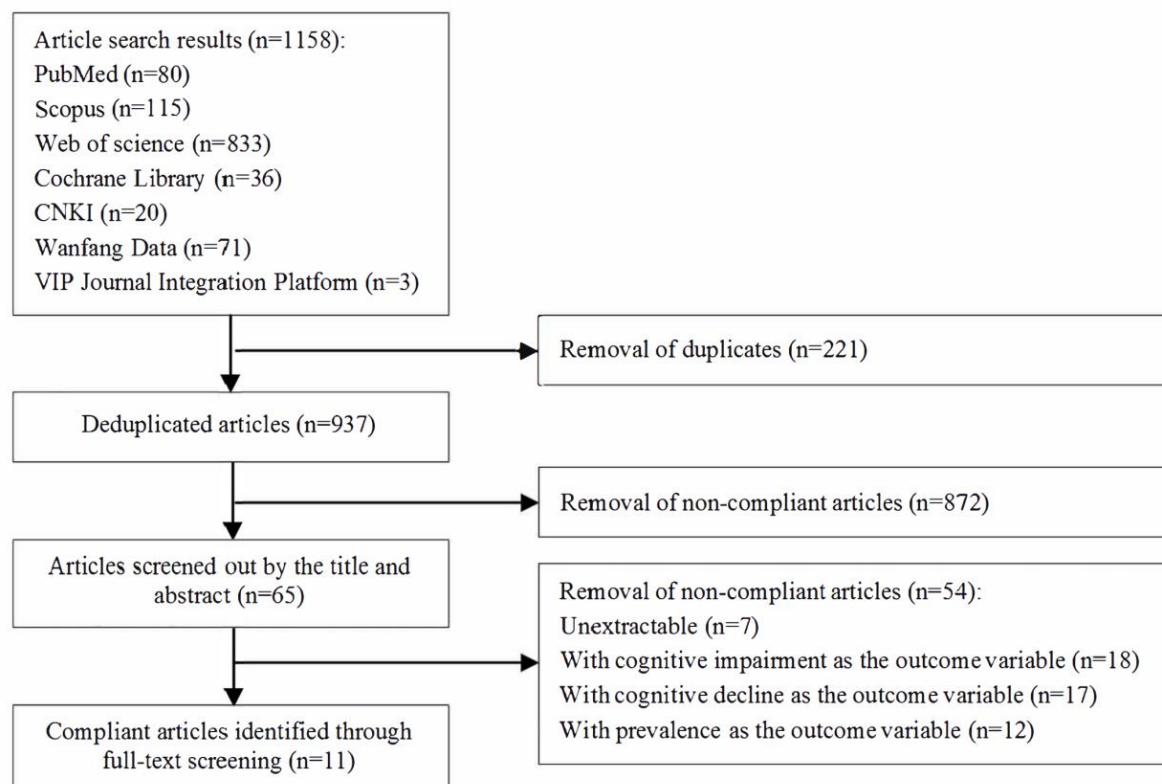 Article search results (n=1158):
PubMed (n=80)
Scopus (n=115)
Web of science (n=833)
Cochrane Library (n=36)
CNKI (n=20)
Wanfang Data (n=71)
VIP Journal Integration Platform (n=3)
Removal of duplicates (n=221)
Deduplicated articles (n=937)
Removal of non-compliant articles (n=872)
Articles screened out by the title and
abstract (n=65)
Removal of non-compliant articles (n=54):
Unextractable (n=7)
With cognitive impairment as the outcome variable (n=18)
With cognitive decline as the outcome variable (n=17)
With prevalence as the outcome variable (n=12)
Compliant articles identified through
full-text screening (n=11)